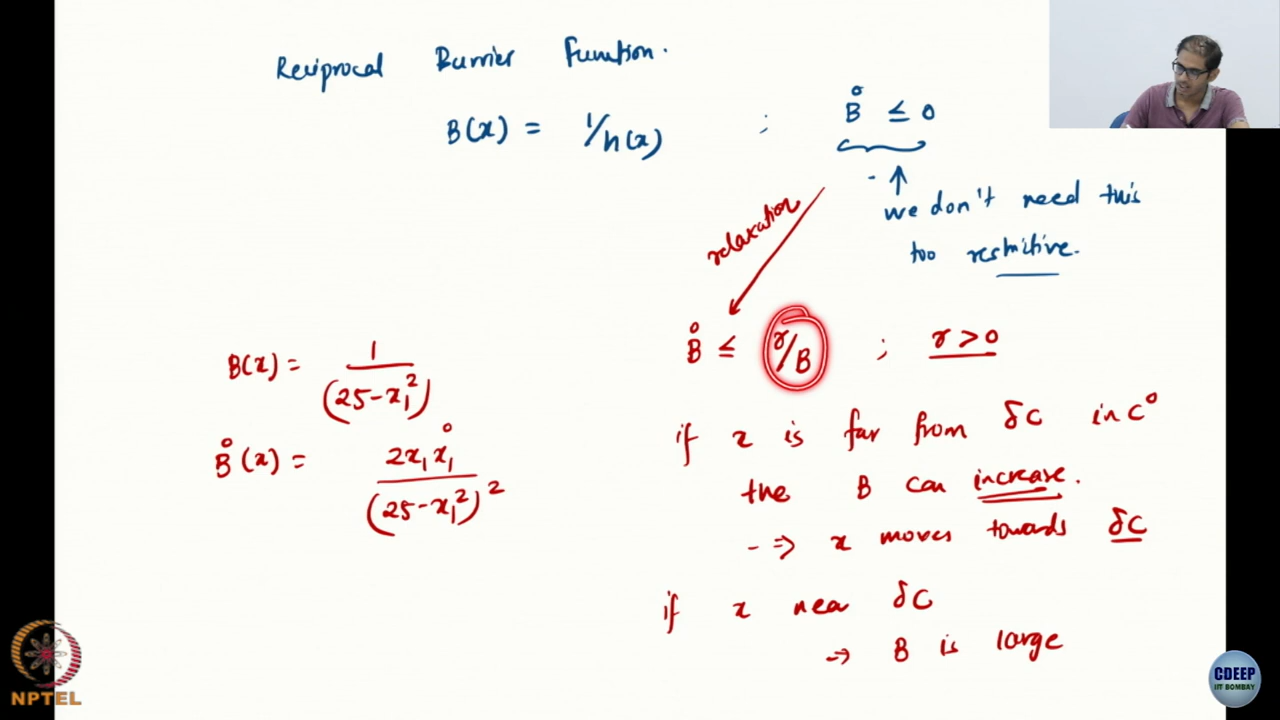 Reciprocal Barrier Function.
B(x) = 1/h(x) ; Ḃ ≤ 0
we don't need this
too restritive.
relaxation
Ḃ ≤ r/B ; r > 0
B(x) = 1/(25-x₁²)
Ḃ(x) = 2x₁ẋ₁/(25-x₁²)²
if x is far from δC in C°
the B can increase.
-⇒ x moves towards δC
if x near δC
→ B is large
NPTEL
CDEEP
IIT BOMBAY